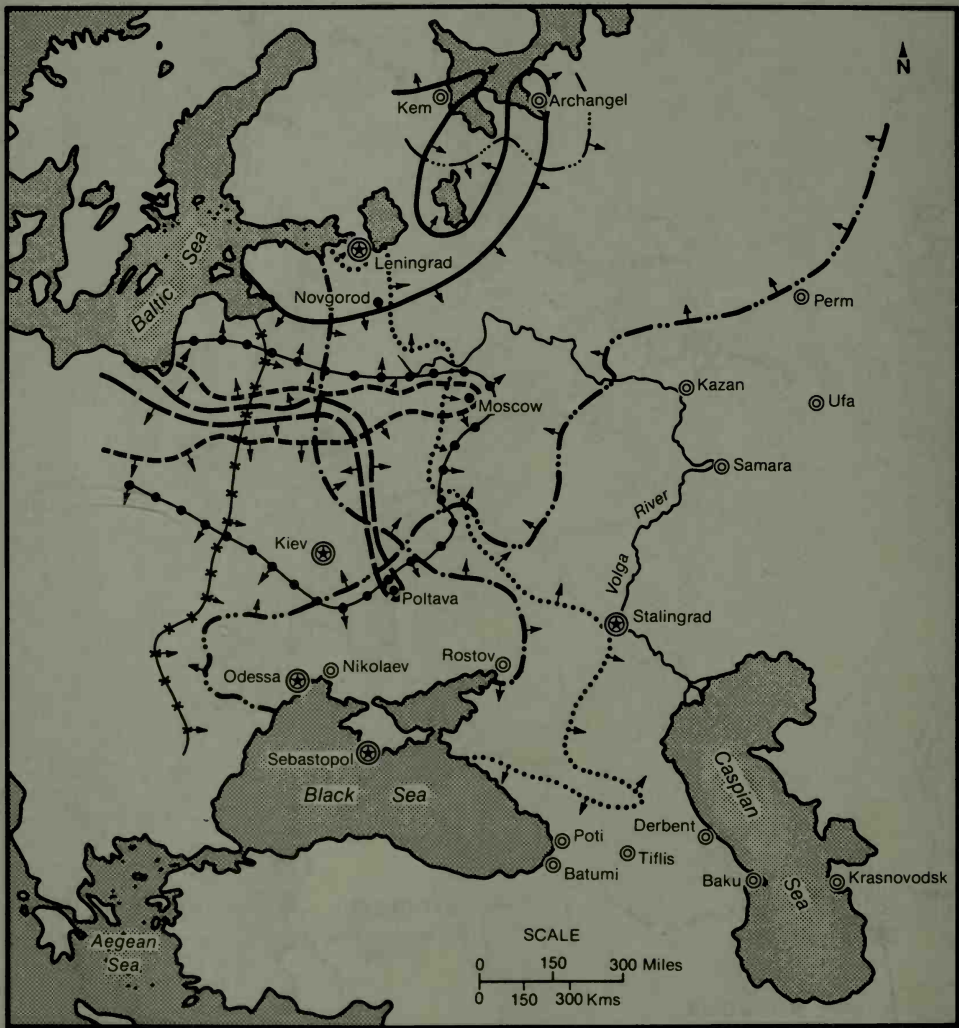 N
Kem
Archangel
Leningrad
Baltic Sea
Novgorod
Perm
Kazan
Ufa
Moscow
Samara
Volga River
Kiev
Poltava
Stalingrad
Rostov
Nikolaev
Odessa
Sebastopol
Black Sea
Caspian Sea
Poti
Derbent
Tiflis
Batumi
Baku
Krasnovodsk
Aegean
Sea
SCALE
0 150 300 Miles
0 150 300 Kms